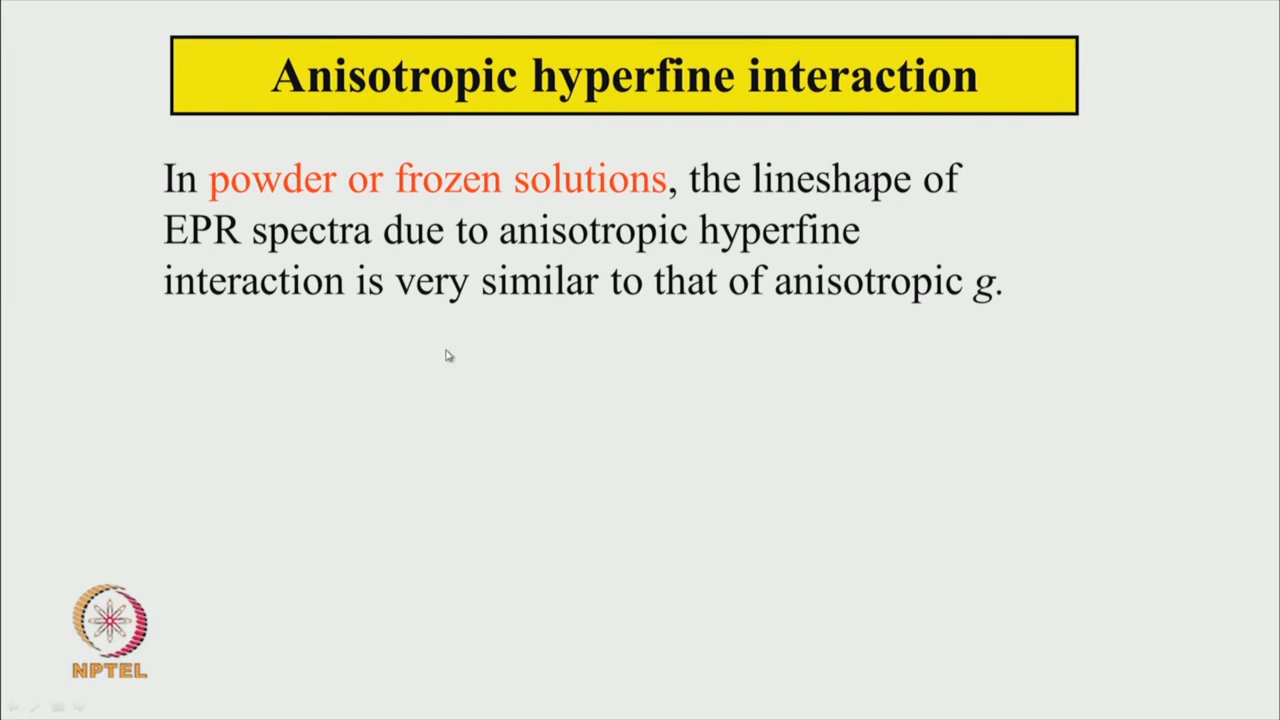 Anisotropic hyperfine interaction
In powder or frozen solutions, the lineshape of
EPR spectra due to anisotropic hyperfine
interaction is very similar to that of anisotropic g.
NPTEL